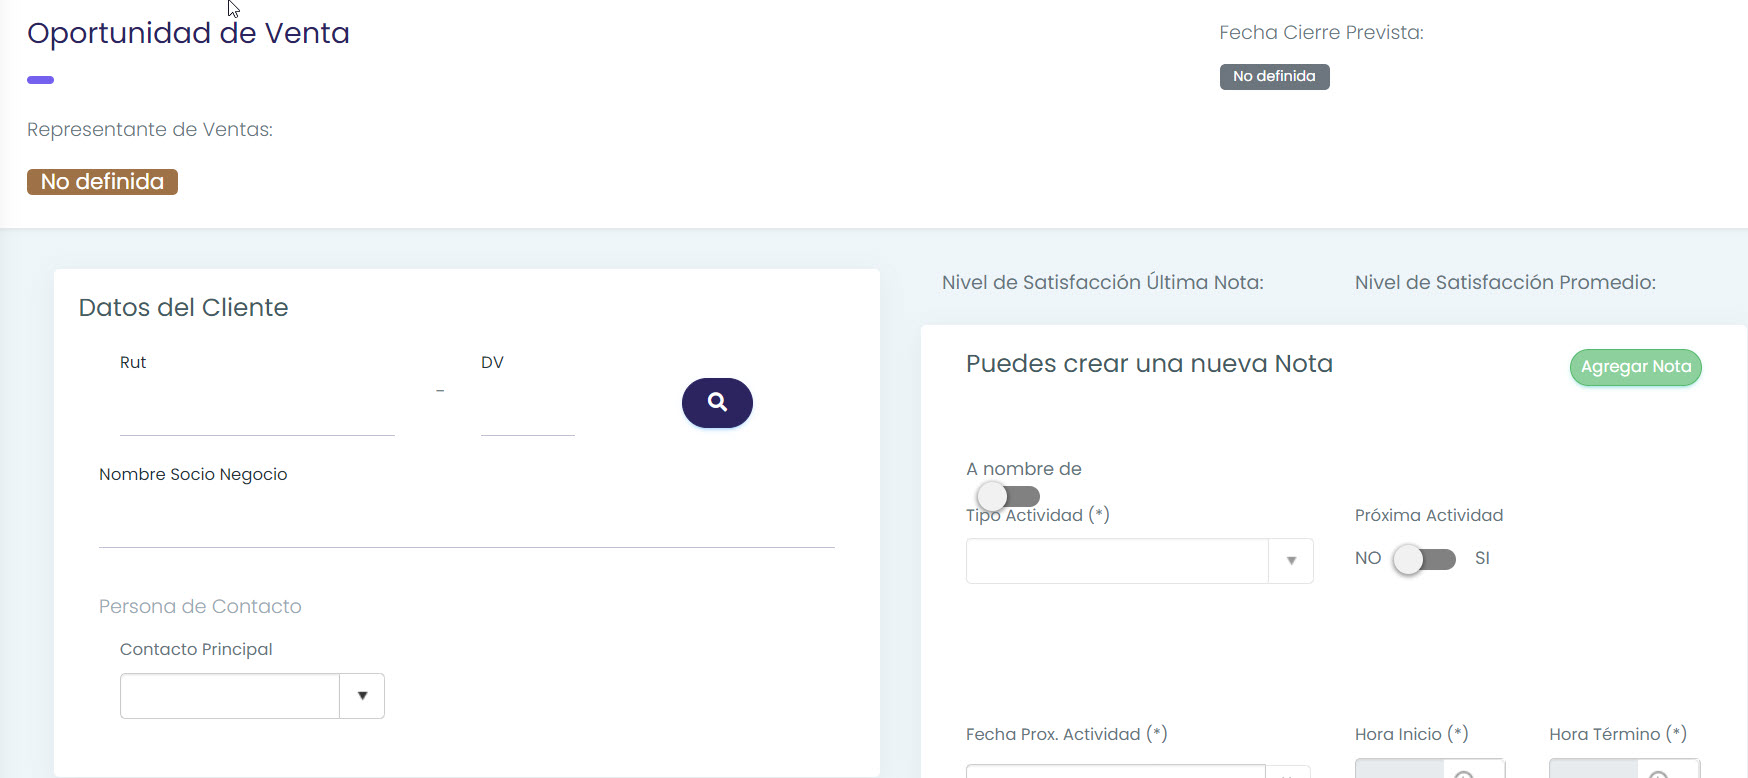 Oportunidad de Venta
Fecha Cierre Prevista:
No definida
Representante de Ventas:
No definida
Datos del Cliente
Rut
DV
-
Nombre Socio Negocio
Persona de Contacto
Contacto Principal
Nivel de Satisfacción Última Nota:
Nivel de Satisfacción Promedio:
Puedes crear una nueva Nota
Agregar Nota
A nombre de
Tipo Actividad (*)
Próxima Actividad
NO
SI
Fecha Prox. Actividad (*)
Hora Inicio (*)
Hora Término (*)